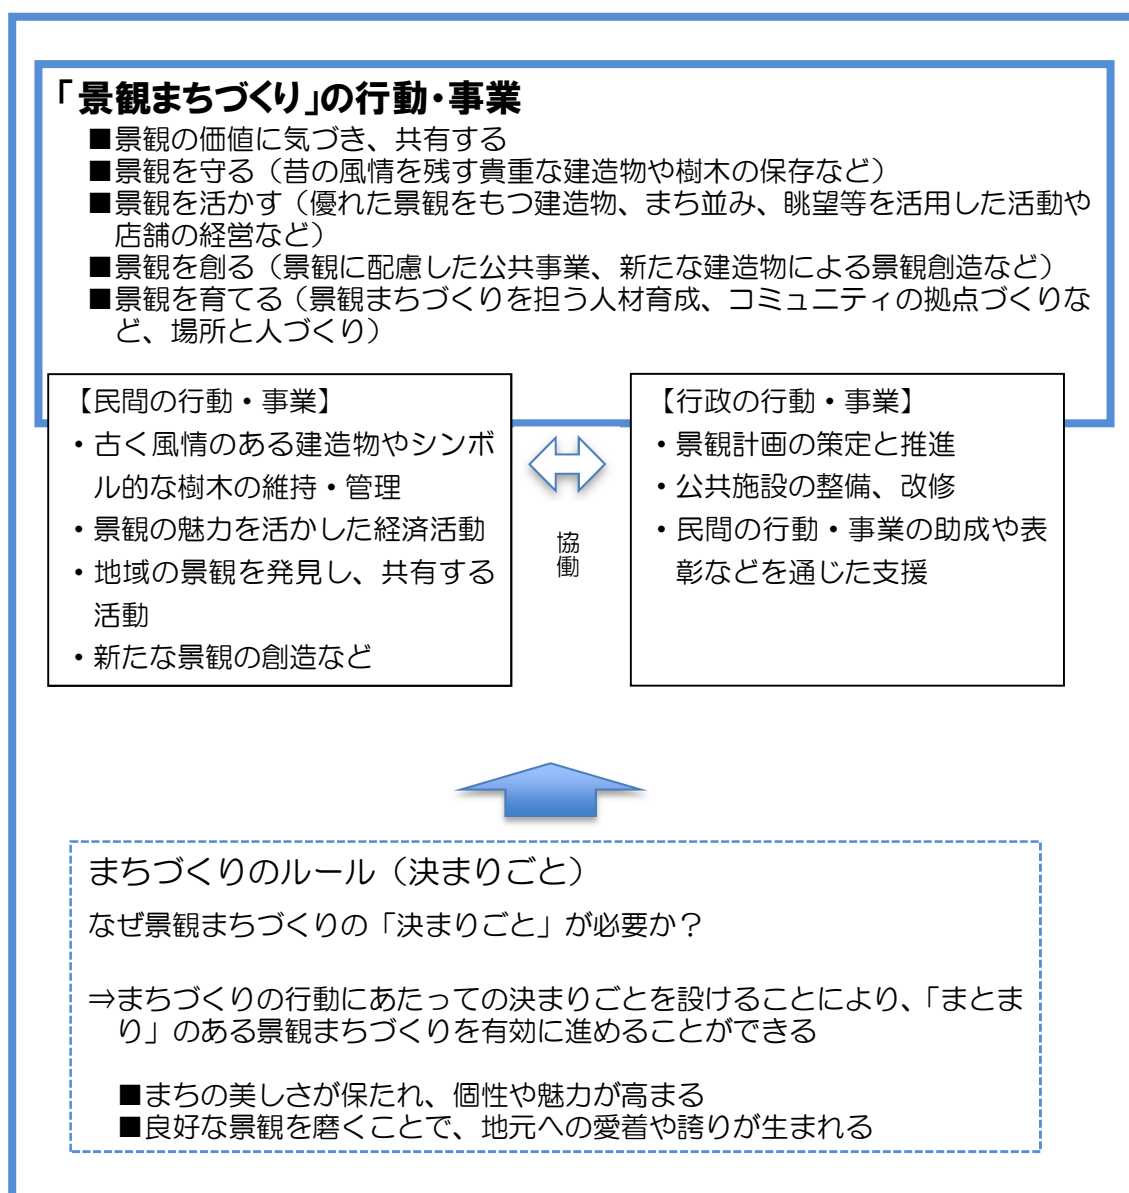 「景観まちづくり」の行動・事業
■景観の価値に気づき、共有する
■景観を守る（昔の風情を残す貴重な建造物や樹木の保存など）
■景観を活かす（優れた景観をもつ建造物、まち並み、眺望等を活用した活動や
店舗の経営など）
■景観を創る（景観に配慮した公共事業、新たな建造物による景観創造など）
■景観を育てる（景観まちづくりを担う人材育成、コミュニティの拠点づくりな
ど、場所と人づくり）
【民間の行動・事業】
・古く風情のある建造物やシンボ
ル的な樹木の維持・管理
・景観の魅力を活かした経済活動
・地域の景観を発見し、共有する
活動
・新たな景観の創造など
協働
【行政の行動・事業】
・景観計画の策定と推進
・公共施設の整備、改修
・民間の行動・事業の助成や表
彰などを通じた支援
まちづくりのルール（決まりごと）
なぜ景観まちづくりの「決まりごと」が必要か？
⇒まちづくりの行動にあたっての決まりごとを設けることにより、「まとま
り」のある景観まちづくりを有効に進めることができる
■まちの美しさが保たれ、個性や魅力が高まる
■良好な景観を磨くことで、地元への愛着や誇りが生まれる